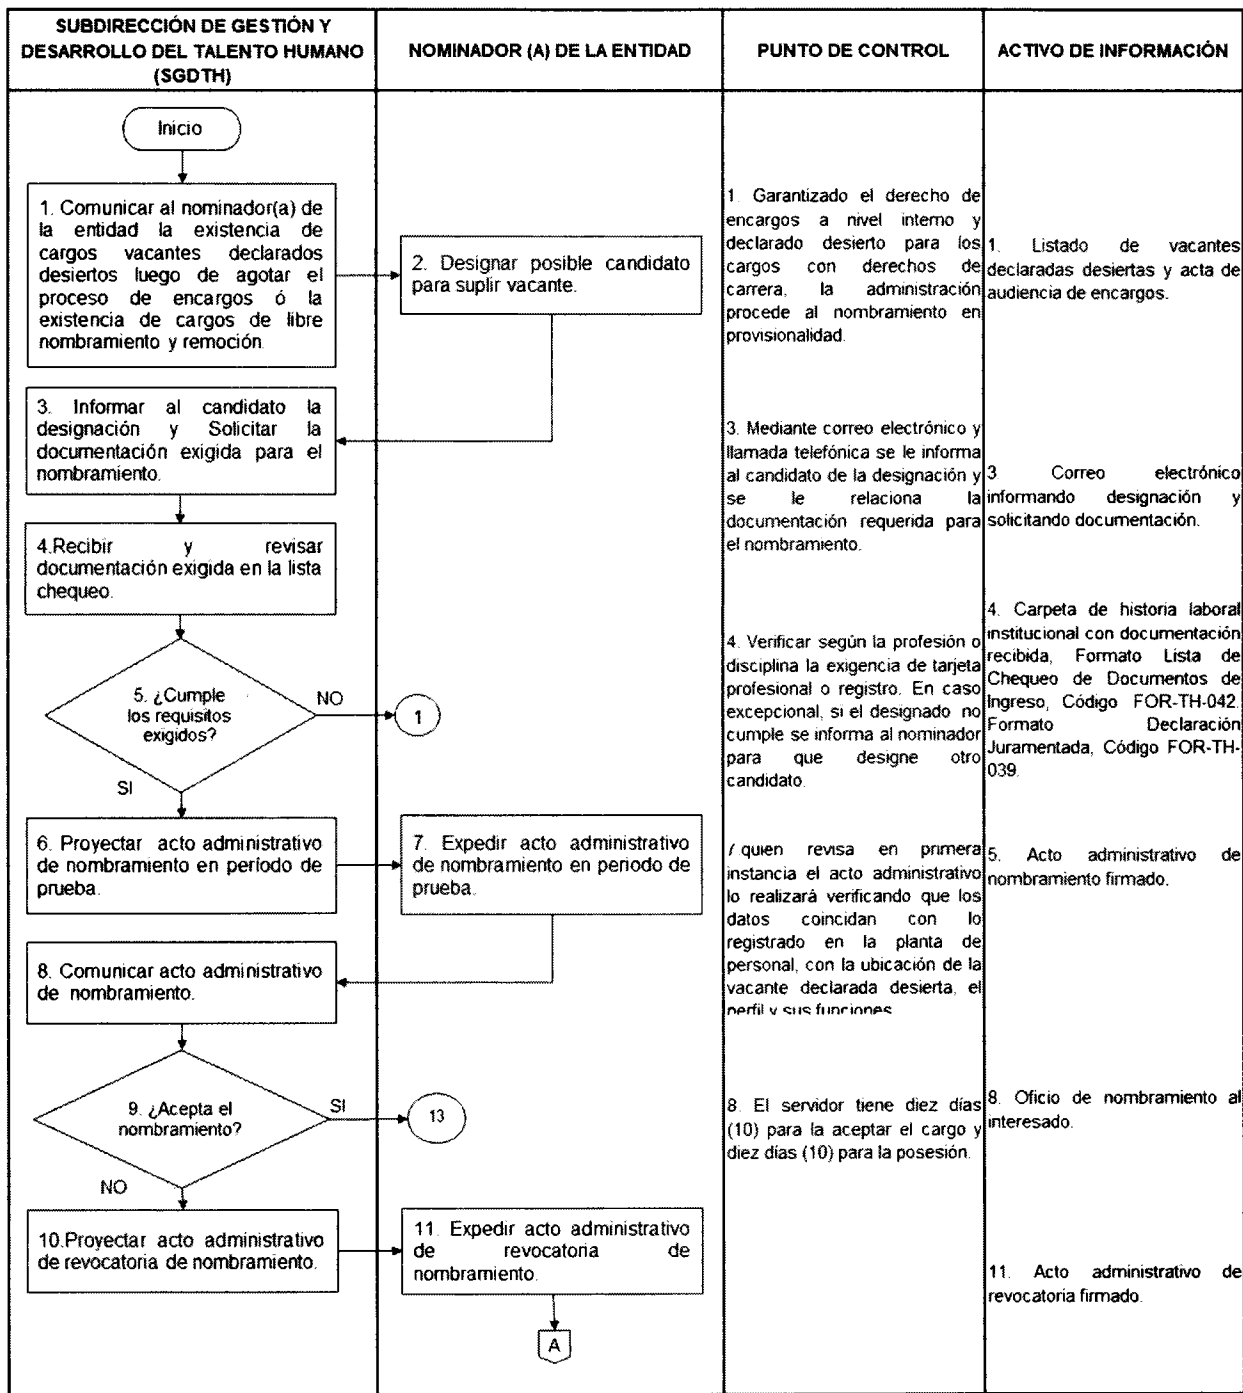 SUBDIRECCIÓN DE GESTIÓN Y
DESARROLLO DEL TALENTO HUMANO
(SGDTH)
NOMINADOR (A) DE LA ENTIDAD
PUNTO DE CONTROL
ACTIVO DE INFORMACIÓN
Inicio
1. Comunicar al nominador(a) de
la entidad la existencia de
cargos vacantes declarados
desiertos luego de agotar el
proceso de encargos ó la
existencia de cargos de libre
nombramiento y remoción.
2. Designar posible candidato
para suplir vacante.
3. Informar al candidato la
designación y Solicitar la
documentación exigida para el
nombramiento.
4.Recibir y revisar
documentación exigida en la lista
chequeo.
5. ¿Cumple
los requisitos
exigidos?
NO
1
SI
6. Proyectar acto administrativo
de nombramiento en período de
prueba.
7. Expedir acto administrativo
de nombramiento en periodo de
prueba.
8. Comunicar acto administrativo
de nombramiento.
9. ¿Acepta el
nombramiento?
SI
13
NO
10.Proyectar acto administrativo
de revocatoria de nombramiento.
11. Expedir acto administrativo
de revocatoria de
nombramiento.
A
1. Garantizado el derecho de
encargos a nivel interno y
declarado desierto para los
cargos con derechos de
carrera, la administración
procede al nombramiento en
provisionalidad.
3. Mediante correo electrónico y
llamada telefónica se le informa
al candidato de la designación y
se le relaciona la
documentación requerida para
el nombramiento.
4. Verificar según la profesión o
disciplina la exigencia de tarjeta
profesional o registro. En caso
excepcional, si el designado no
cumple se informa al nominador
para que designe otro
candidato.
7 quien revisa en primera
instancia el acto administrativo
lo realizará verificando que los
datos coincidan con lo
registrado en la planta de
personal, con la ubicación de la
vacante declarada desierta, el
perfil y sus funciones
8. El servidor tiene diez días
(10) para la aceptar el cargo y
diez días (10) para la posesión.
1. Listado de vacantes
declaradas desiertas y acta de
audiencia de encargos.
3. Correo electrónico
informando designación y
solicitando documentación.
4. Carpeta de historia laboral
institucional con documentación
recibida, Formato Lista de
Chequeo de Documentos de
Ingreso, Código FOR-TH-042.
Formato Declaración
Juramentada, Código FOR-TH-
039.
5. Acto administrativo de
nombramiento firmado.
8. Oficio de nombramiento al
interesado.
11. Acto administrativo de
revocatoria firmado.